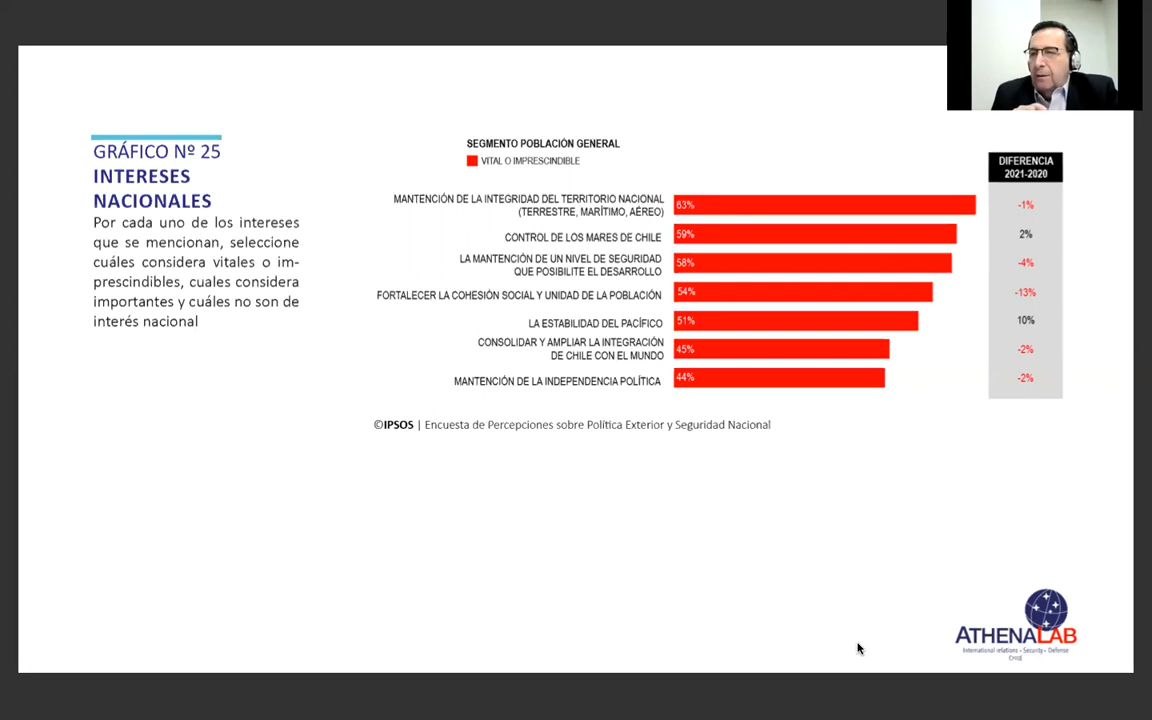 GRÁFICO Nº 25
INTERESES
NACIONALES
Por cada uno de los intereses
que se mencionan, seleccione
cuáles considera vitales o im-
prescindibles, cuales considera
importantes y cuáles no son de
interés nacional
SEGMENTO POBLACIÓN GENERAL
VITAL O IMPRESCINDIBLE
DIFERENCIA
2021-2020
MANTENCIÓN DE LA INTEGRIDAD DEL TERRITORIO NACIONAL
(TERRESTRE, MARÍTIMO, AÉREO)
63%
-1%
CONTROL DE LOS MARES DE CHILE
59%
2%
LA MANTENCIÓN DE UN NIVEL DE SEGURIDAD
QUE POSIBILITE EL DESARROLLO
58%
-4%
FORTALECER LA COHESIÓN SOCIAL Y UNIDAD DE LA POBLACIÓN
54%
-13%
LA ESTABILIDAD DEL PACÍFICO
51%
10%
CONSOLIDAR Y AMPLIAR LA INTEGRACIÓN
DE CHILE CON EL MUNDO
45%
-2%
MANTENCIÓN DE LA INDEPENDENCIA POLÍTICA
44%
-2%
©IPSOS | Encuesta de Percepciones sobre Política Exterior y Seguridad Nacional
ATHENALAB
International relations • Security • Defense
CHILE